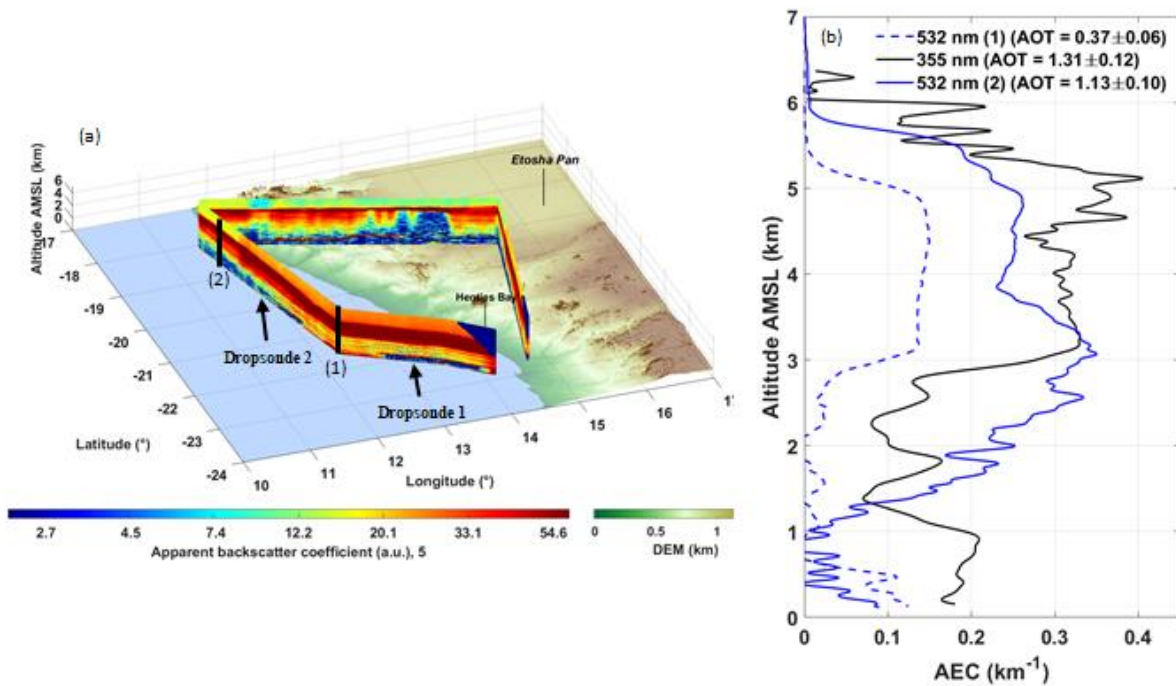 (a)
Altitude AMSL (km)
6
4
2
0
17
-18
-19
-20
-21
-22
-23
-24
Latitude (°)
10
11
12
13
14
15
16
17
Longitude (°)
Etosha Pan
Henties Bay
(2)
Dropsonde 2
(1)
Dropsonde 1
2.7 4.5 7.4 12.2 20.1 33.1 54.6
Apparent backscatter coefficient (a.u.), 5
0 0.5 1
DEM (km)
(b)
532 nm (1) (AOT = 0.37±0.06)
355 nm (AOT = 1.31±0.12)
532 nm (2) (AOT = 1.13±0.10)
Altitude AMSL (km)
7
6
5
4
3
2
1
0
0 0.1 0.2 0.3 0.4
AEC (km⁻¹)